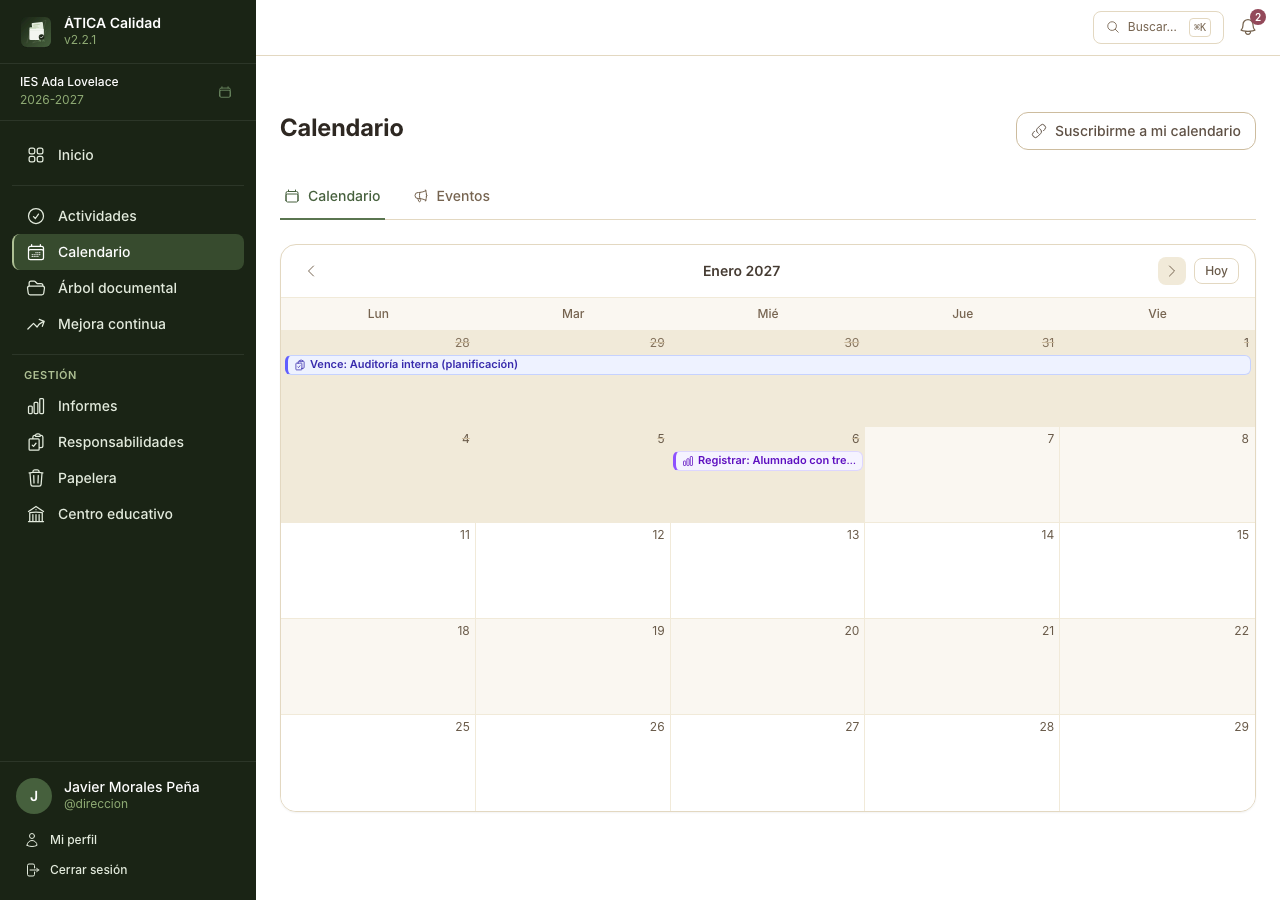 ÁTICA Calidad
v2.2.1
IES Ada Lovelace
2026-2027
Inicio
Actividades
Calendario
Árbol documental
Mejora continua
GESTIÓN
Informes
Responsabilidades
Papelera
Centro educativo
J
Javier Morales Peña
@direccion
Mi perfil
Cerrar sesión
Buscar...
⌘K
2
Calendario
Suscribirme a mi calendario
Calendario
Eventos
Enero 2027
Hoy
Lun Mar Mié Jue Vie
28 29 30 31 1
Vence: Auditoría interna (planificación)
4 5 6 7 8
Registrar: Alumnado con tre...
11 12 13 14 15
18 19 20 21 22
25 26 27 28 29